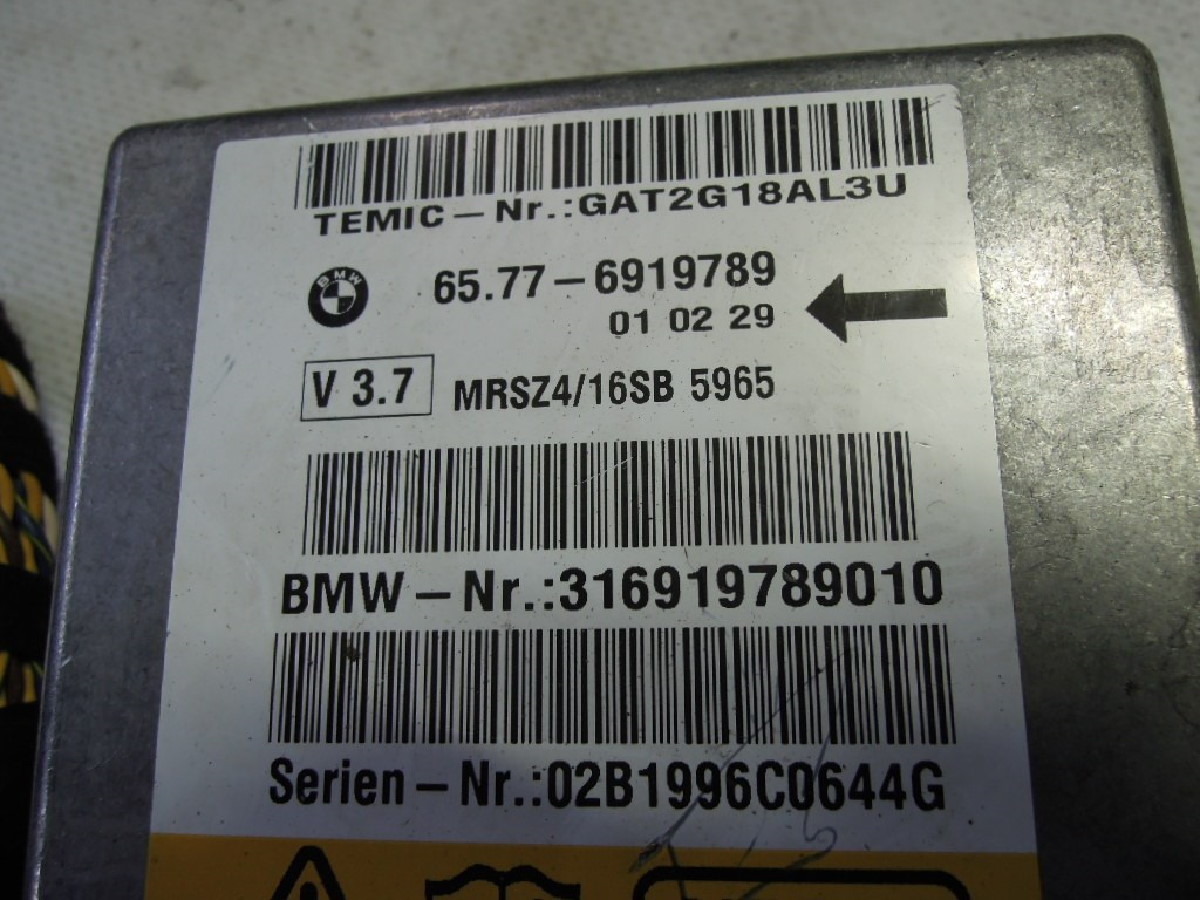 TEMIC-Nr.:GAT2G18AL3U
BMW
65.77-6919789
01 02 29
V 3.7
MRSZ4/16SB 5965
BMW-Nr.:316919789010
Serien-Nr.:02B1996C0644G